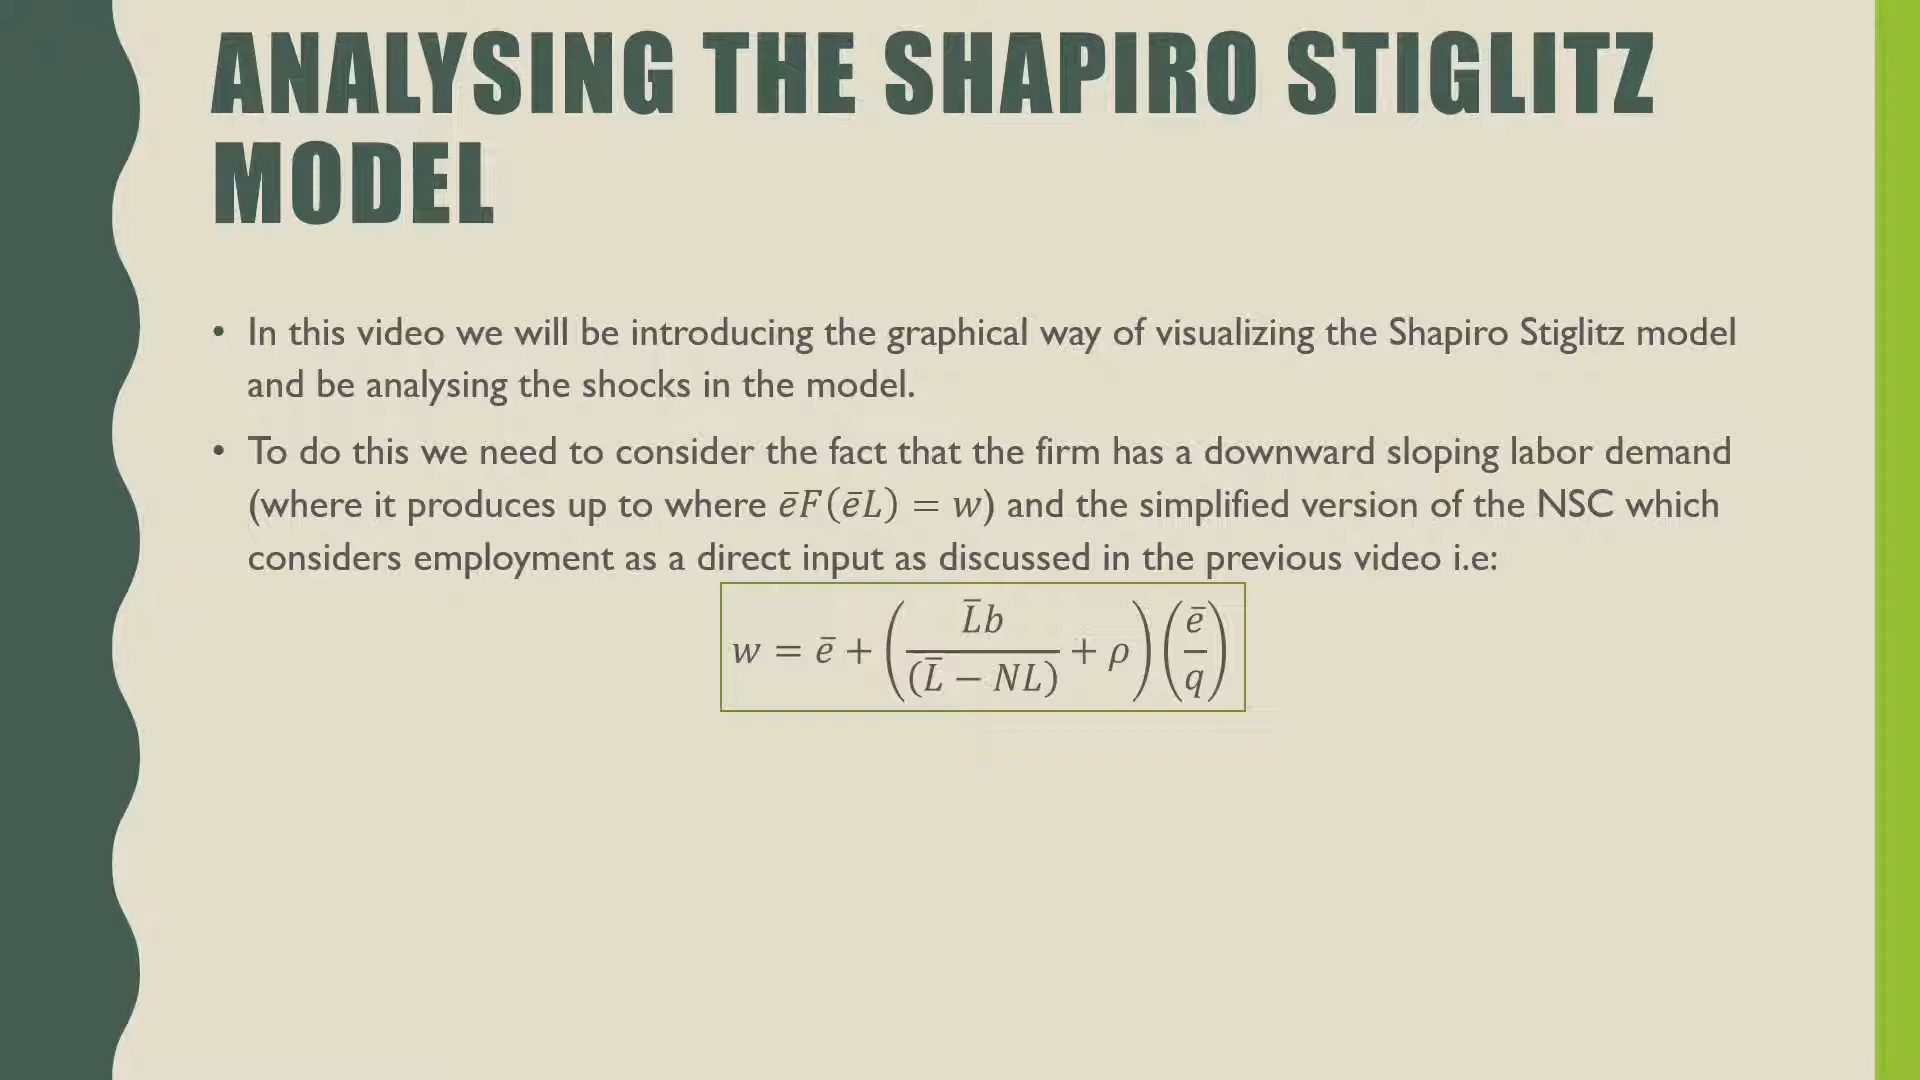 ANALYSING THE SHAPIRO STIGLITZ
MODEL
• In this video we will be introducing the graphical way of visualizing the Shapiro Stiglitz model
and be analysing the shocks in the model.
• To do this we need to consider the fact that the firm has a downward sloping labor demand
(where it produces up to where ēF(ēL) = w) and the simplified version of the NSC which
considers employment as a direct input as discussed in the previous video i.e:
w = ē + (L̄b/(L̄ − NL) + ρ)(ē/q)